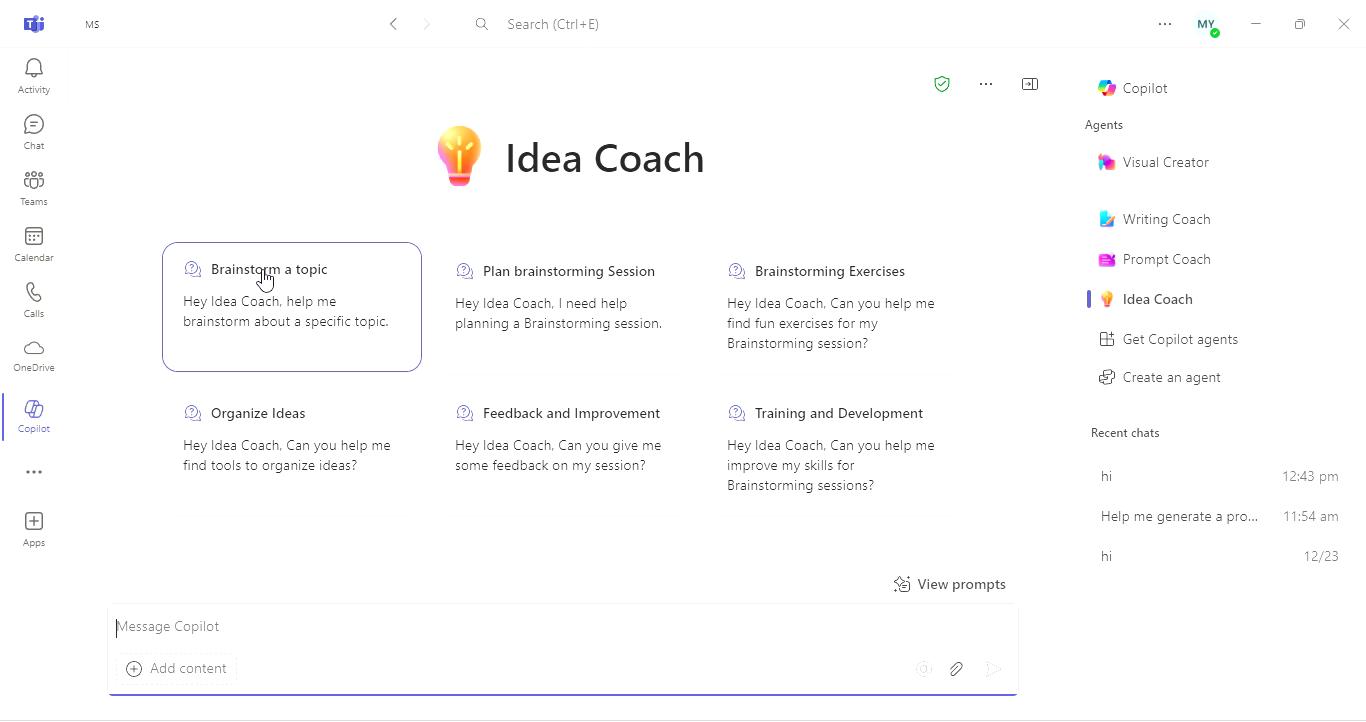 MS
Search (Ctrl+E)
MY
Activity
Chat
Teams
Calendar
Calls
OneDrive
Copilot
Apps
Idea Coach
Brainstorm a topic
Hey Idea Coach, help me
brainstorm about a specific topic.
Plan brainstorming Session
Hey Idea Coach, I need help
planning a Brainstorming session.
Brainstorming Exercises
Hey Idea Coach, Can you help me
find fun exercises for my
Brainstorming session?
Organize Ideas
Hey Idea Coach, Can you help me
find tools to organize ideas?
Feedback and Improvement
Hey Idea Coach, Can you give me
some feedback on my session?
Training and Development
Hey Idea Coach, Can you help me
improve my skills for
Brainstorming sessions?
View prompts
Message Copilot
Add content
Copilot
Agents
Visual Creator
Writing Coach
Prompt Coach
Idea Coach
Get Copilot agents
Create an agent
Recent chats
hi 12:43 pm
Help me generate a pro... 11:54 am
hi 12/23